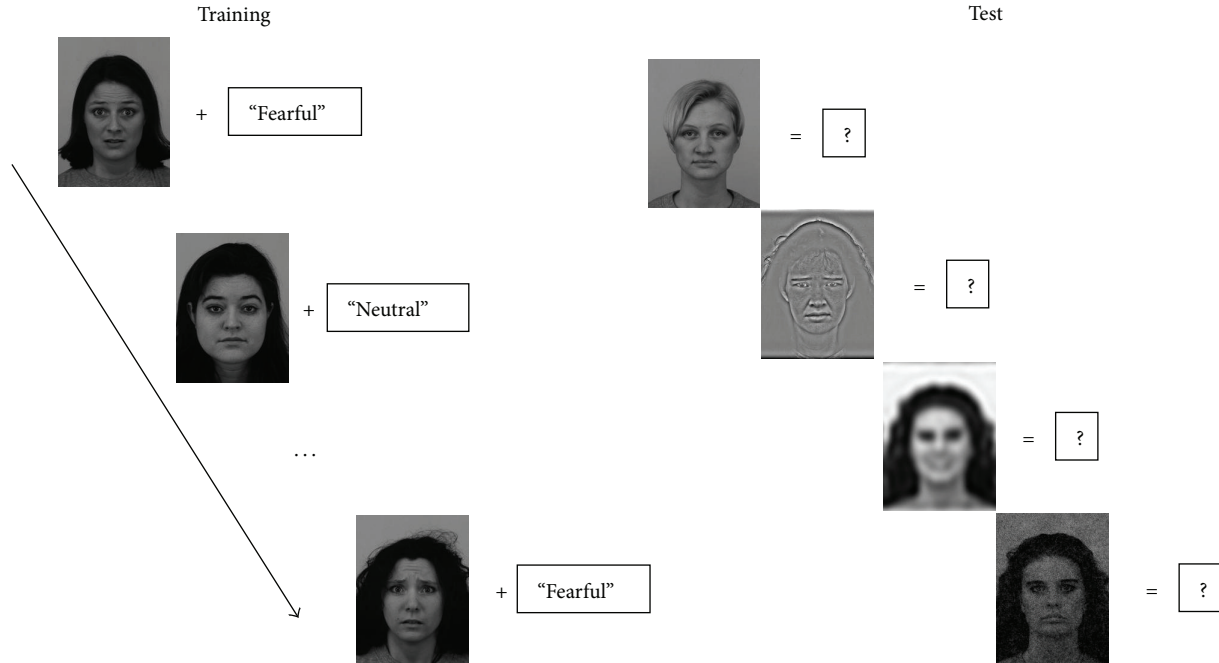 Training
Test
+ “Fearful”
= ?
+ “Neutral”
= ?
...
= ?
+ “Fearful”
= ?